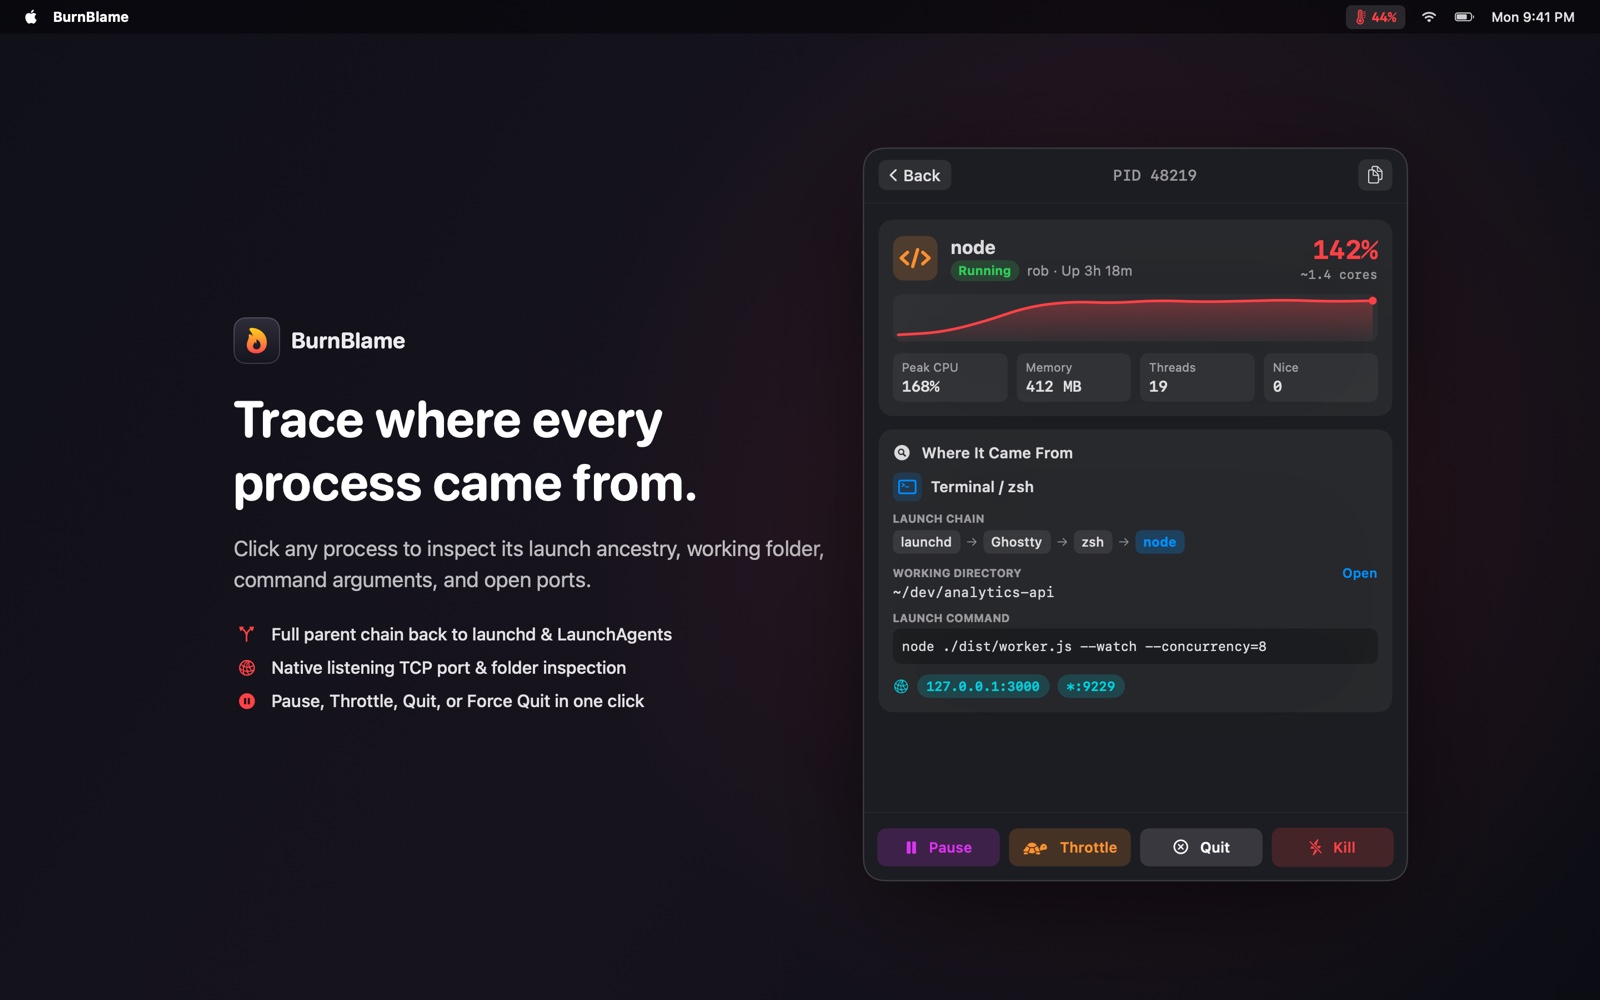 BurnBlame
44%
Mon 9:41 PM
BurnBlame
Trace where every
process came from.
Click any process to inspect its launch ancestry, working folder,
command arguments, and open ports.
Full parent chain back to launchd & LaunchAgents
Native listening TCP port & folder inspection
Pause, Throttle, Quit, or Force Quit in one click
Back
PID 48219
node
142%
Running
rob · Up 3h 18m
~1.4 cores
Peak CPU
168%
Memory
412 MB
Threads
19
Nice
0
Where It Came From
Terminal / zsh
LAUNCH CHAIN
launchd → Ghostty → zsh → node
WORKING DIRECTORY
Open
~/dev/analytics-api
LAUNCH COMMAND
node ./dist/worker.js --watch --concurrency=8
127.0.0.1:3000
*:9229
Pause
Throttle
Quit
Kill